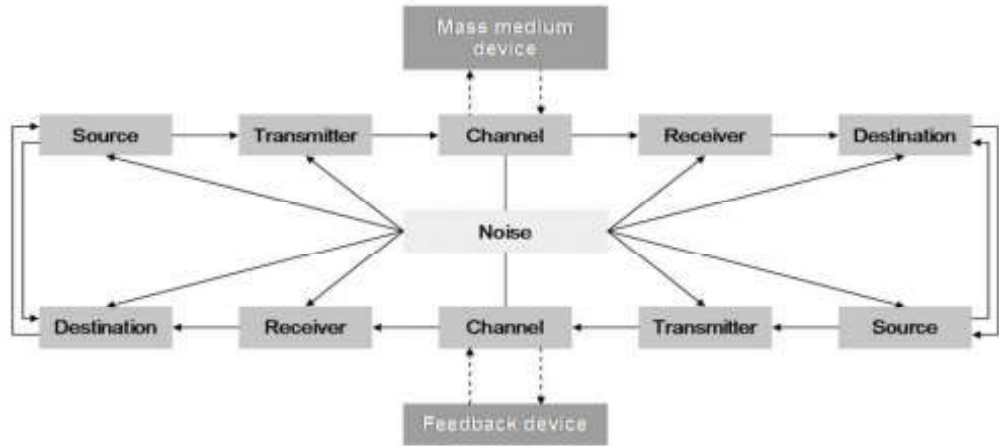 Mass medium
device
Source Transmitter Channel Receiver Destination
Noise
Destination Receiver Channel Transmitter Source
Feedback device